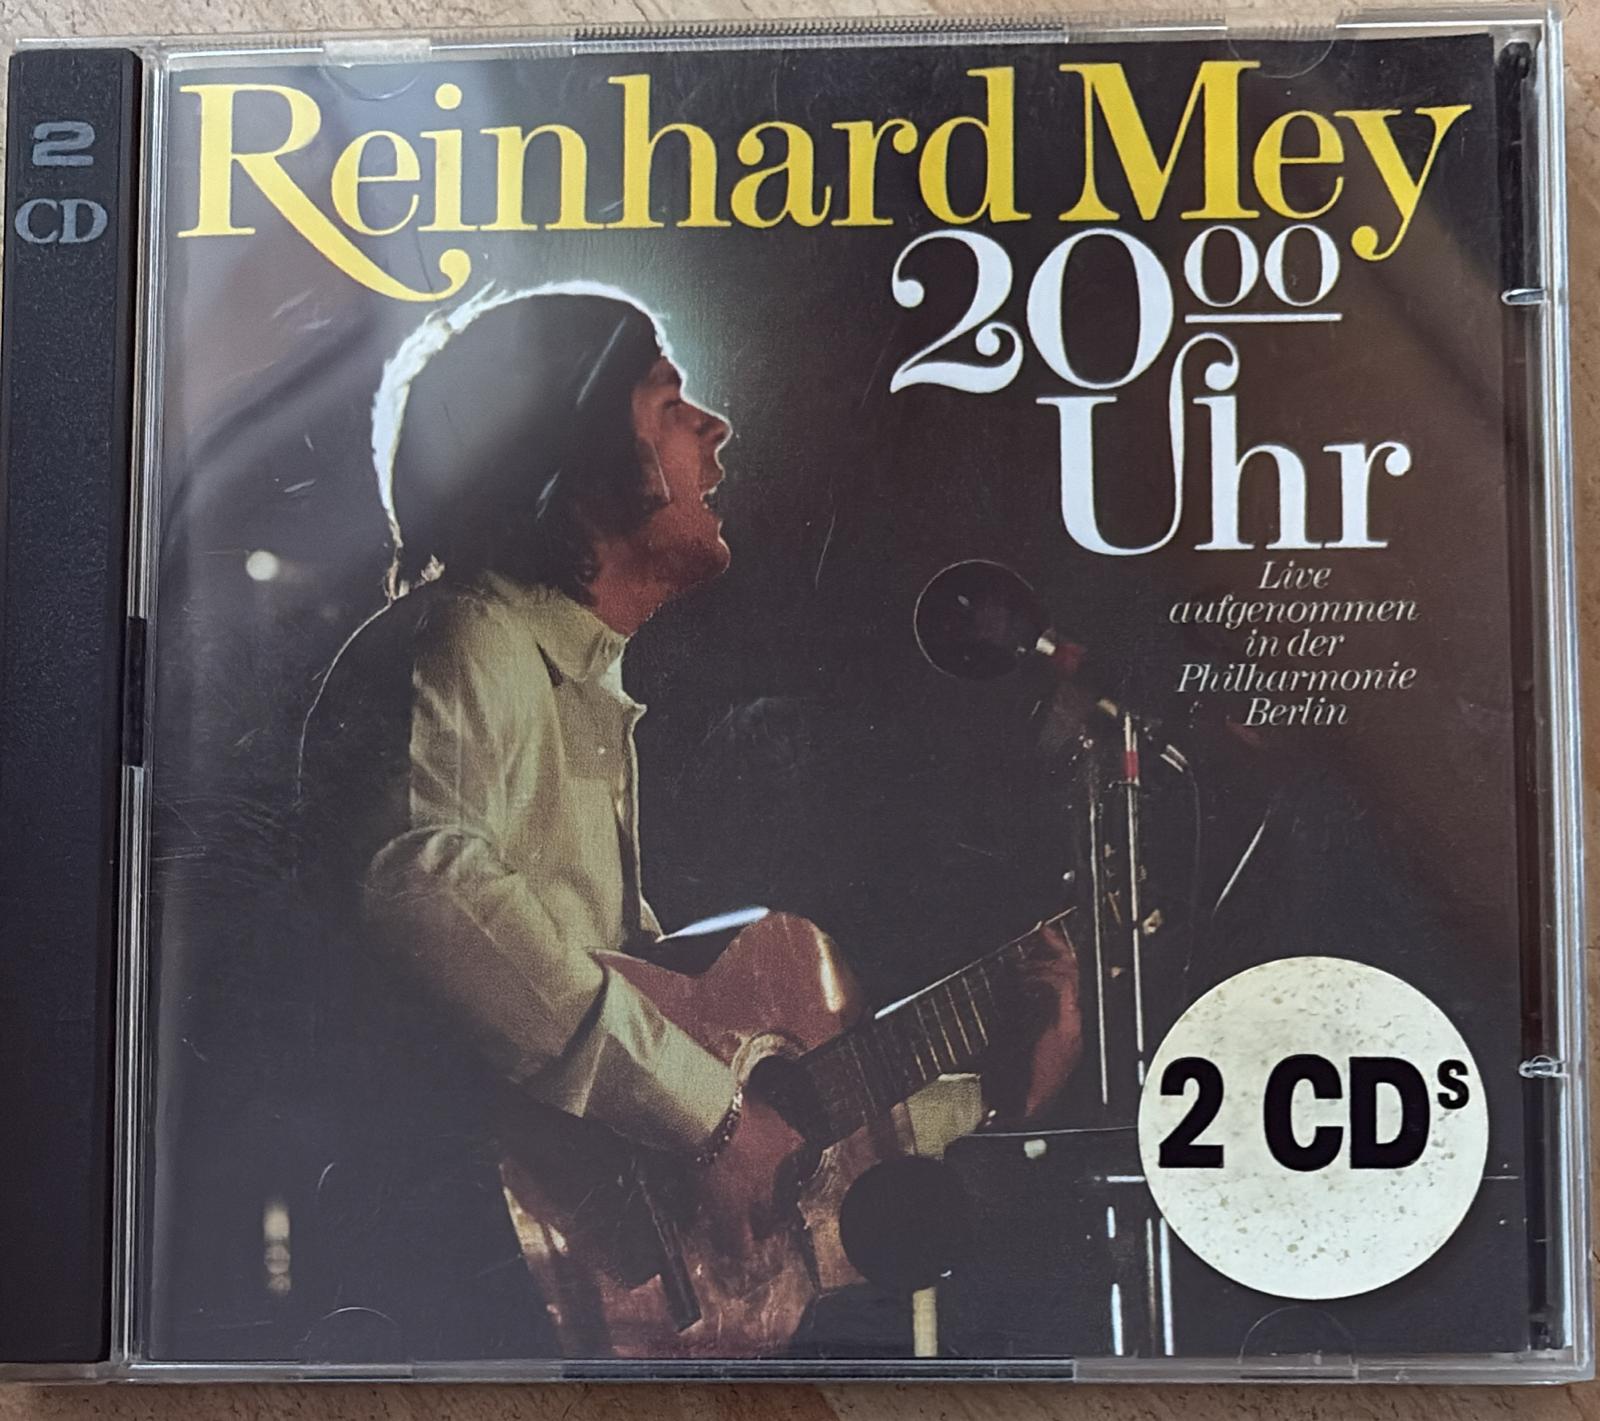 2
CD
Reinhard Mey
20 00
Uhr
Live
aufgenommen
in der
Philharmonie
Berlin
2 CDs